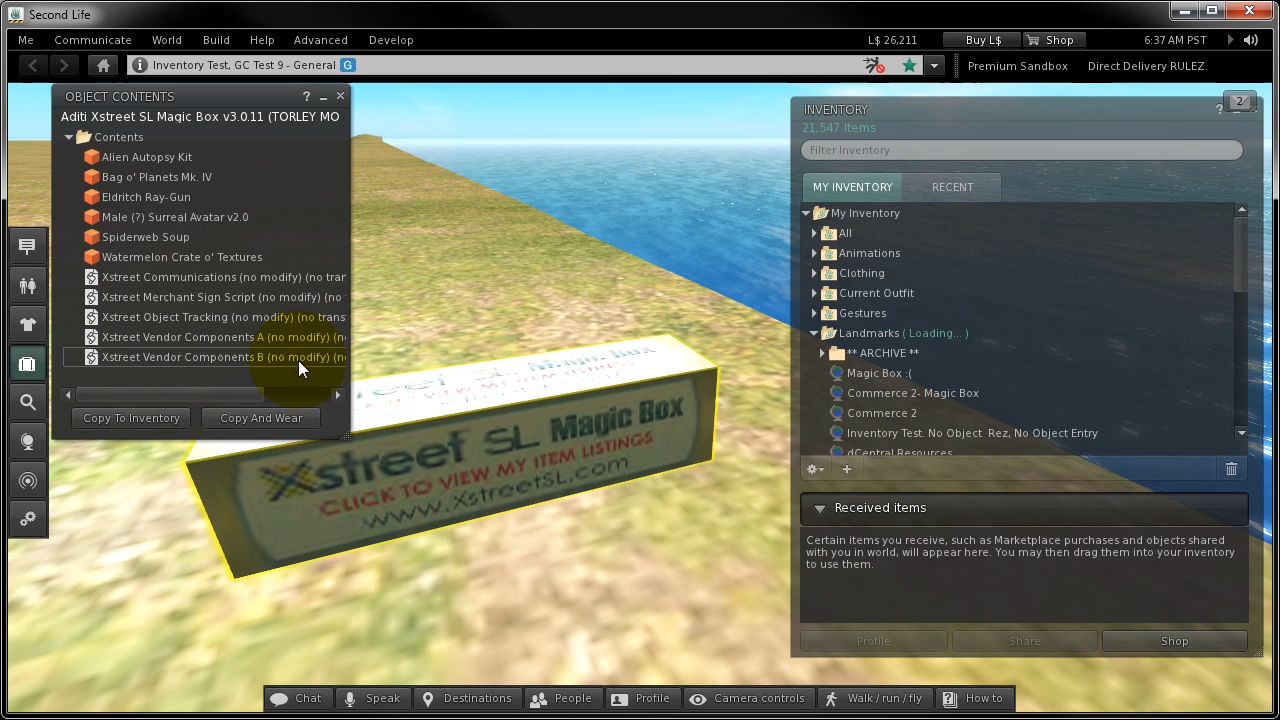 Second Life
Me Communicate World Build Help Advanced Develop L$ 26,211 Buy L$ Shop 6:37 AM PST
Inventory Test, GC Test 9 - General G Premium Sandbox Direct Delivery RULEZ.
OBJECT CONTENTS ?
Aditi Xstreet SL Magic Box v3.0.11 (TORLEY MO
Contents
Alien Autopsy Kit
Bag o' Planets Mk. IV
Eldritch Ray-Gun
Male (?) Surreal Avatar v2.0
Spiderweb Soup
Watermelon Crate o' Textures
Xstreet Communications (no modify) (no tran
Xstreet Merchant Sign Script (no modify) (no
Xstreet Object Tracking (no modify) (no trans
Xstreet Vendor Components A (no modify) (no
Xstreet Vendor Components B (no modify) (no
Copy To Inventory Copy And Wear
Magic Box
Xstreet SL Magic Box
CLICK TO VIEW MY ITEM LISTINGS
www.XstreetSL.com
2
INVENTORY ?
21,547 Items
Filter Inventory
MY INVENTORY RECENT
My Inventory
All
Animations
Clothing
Current Outfit
Gestures
Landmarks ( Loading... )
** ARCHIVE **
Magic Box :(
Commerce 2- Magic Box
Commerce 2
Inventory Test. No Object Rez, No Object Entry
dCentral Resources
Received items
Certain items you receive, such as Marketplace purchases and objects shared
with you in world, will appear here. You may then drag them into your inventory
to use them.
Profile Share Shop
Chat Speak Destinations People Profile Camera controls Walk / run / fly How to